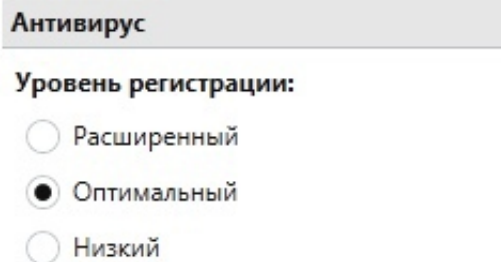 Антивирус
Уровень регистрации:
Расширенный
Оптимальный
Низкий